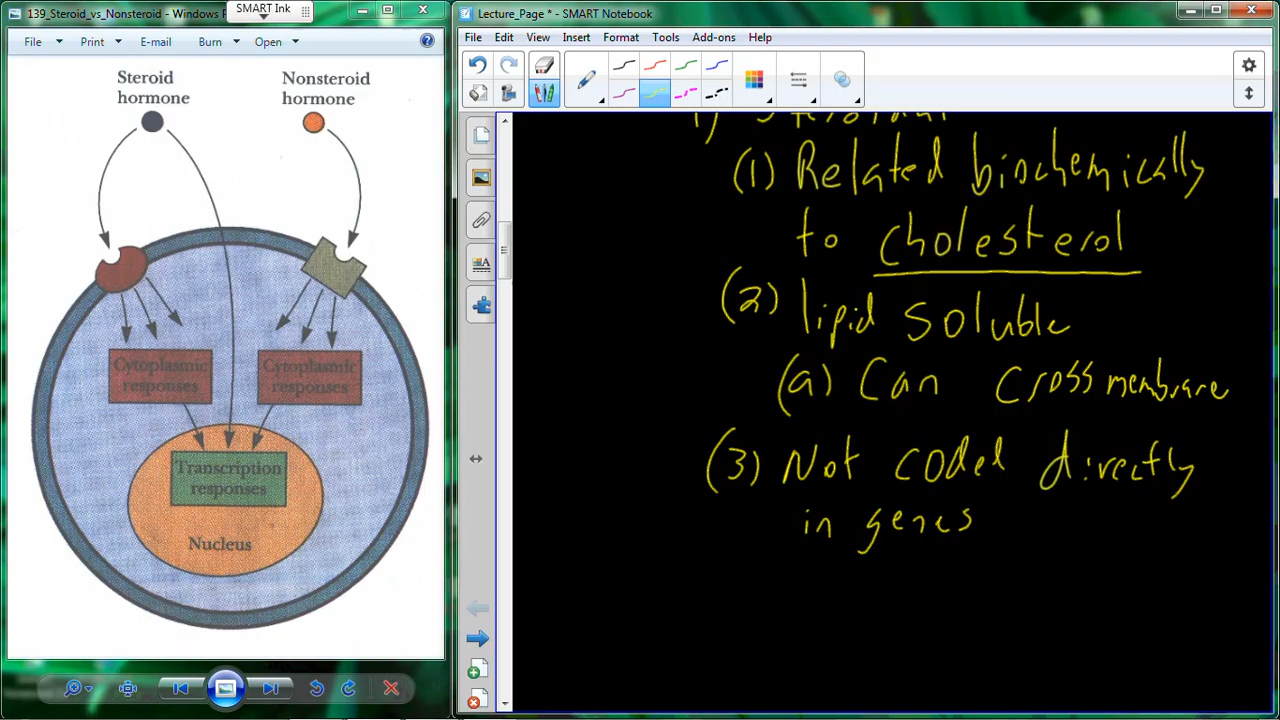 139_Steroid_vs_Nonsteroid - Windows P
SMART Ink
File Print E-mail Burn Open
Steroid
hormone
Nonsteroid
hormone
Cytoplasmic
responses
Cytoplasmic
responses
Transcription
responses
Nucleus
Lecture_Page * - SMART Notebook
File Edit View Insert Format Tools Add-ons Help
(1) Related biochemically
to cholesterol
(2) lipid soluble
(a) Can cross membrane
(3) Not coded directly
in genes